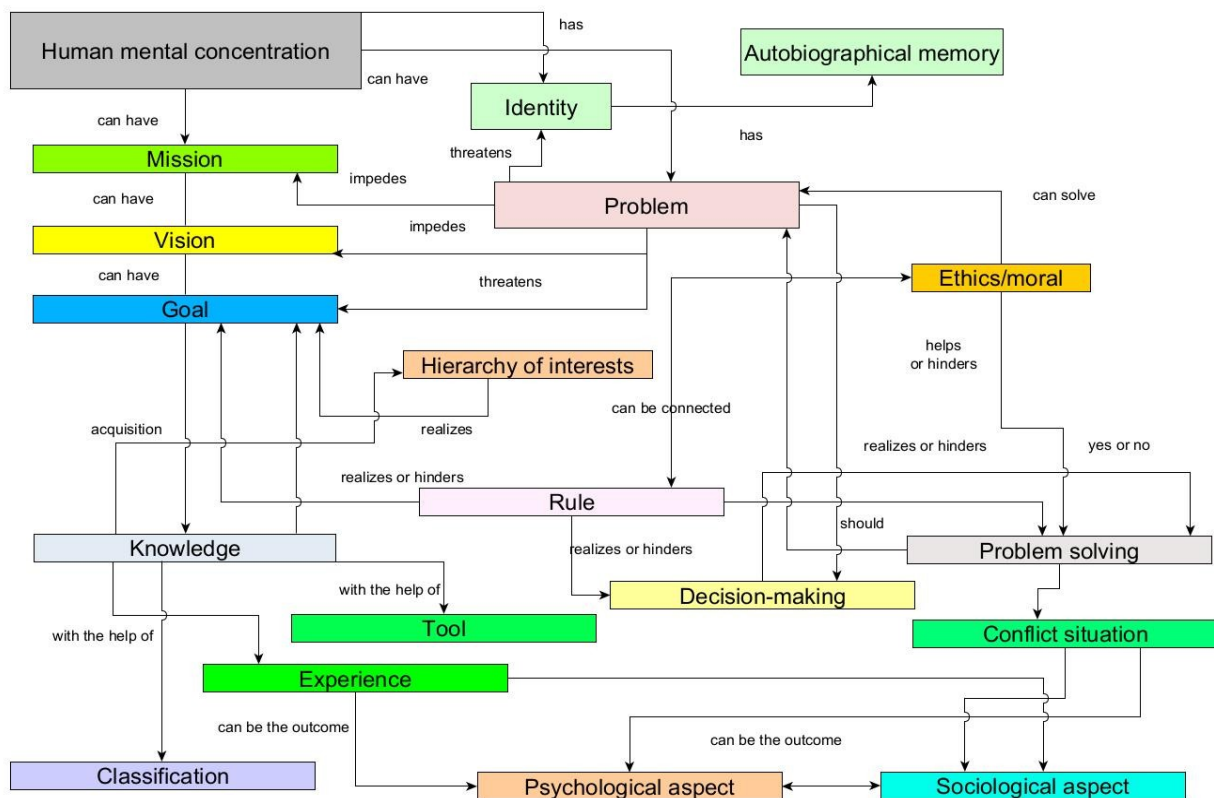 Human mental concentration
has
Autobiographical memory
can have
Identity
can have
has
threatens
Mission
impedes
can have
Problem
can solve
impedes
Vision
can have
threatens
Ethics/moral
Goal
helps
or hinders
Hierarchy of interests
can be connected
acquisition
realizes
realizes or hinders
yes or no
realizes or hinders
Rule
should
Knowledge
realizes or hinders
Problem solving
with the help of
Decision-making
Tool
with the help of
Conflict situation
Experience
can be the outcome
can be the outcome
Classification
Psychological aspect
Sociological aspect